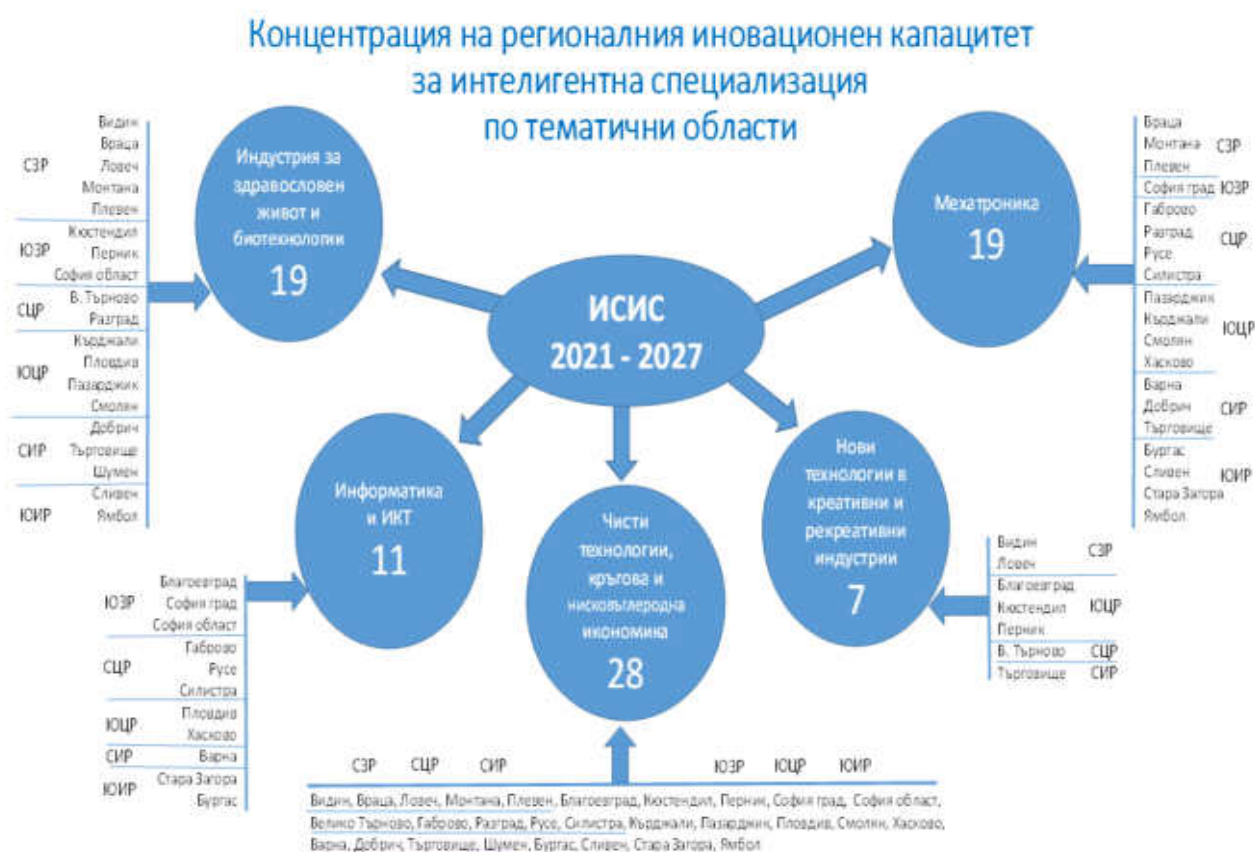 Концентрация на регионалния иновационен капацитет
за интелигентна специализация
по тематични области
СЗР
Видин
Враца
Ловеч
Монтана
Плевен
ЮЗР
Кюстендил
Перник
София област
СЦР
В. Търново
Разград
ЮЦР
Кърджали
Пловдив
Пазарджик
Смолян
СИР
Добрич
Търговище
Шумен
ЮИР
Сливен
Ямбол
Индустрия за
здравословен
живот и
биотехнологии
19
ИСИС
2021 - 2027
Мехатроника
19
Враца
Монтана
Плевен
СЗР
София град ЮЗР
Габрово
Разград
Русе
Силистра
СЦР
Пазарджик
Кърджали
Смолян
Хасково
ЮЦР
Варна
Добрич
Търговище
СИР
Бургас
Сливен
Стара Загора
Ямбол
ЮИР
Информатика
и ИКТ
11
ЮЗР
Благоевград
София град
София област
СЦР
Габрово
Русе
Силистра
ЮЦР
Пловдив
Хасково
СИР
Варна
ЮИР
Стара Загора
Бургас
Чисти
технологии,
кръгова и
нисковъглеродна
икономика
28
Нови
технологии в
креативни и
рекреативни
индустрии
7
Видин
Ловеч
СЗР
Благоевград
Кюстендил
Перник
ЮЦР
В. Търново СЦР
Търговище СИР
СЗР СЦР СИР ЮЗР ЮЦР ЮИР
Видин, Враца, Ловеч, Монтана, Плевен, Благоевград, Кюстендил, Перник, София град, София област,
Велико Търново, Габрово, Разград, Русе, Силистра, Кърджали, Пазарджик, Пловдив, Смолян, Хасково,
Варна, Добрич, Търговище, Шумен, Бургас, Сливен, Стара Загора, Ямбол